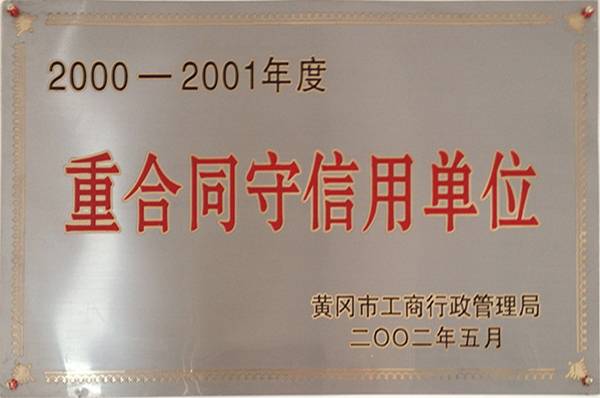 2000—2001年度
重合同守信用单位
黄冈市工商行政管理局
二〇〇二年五月